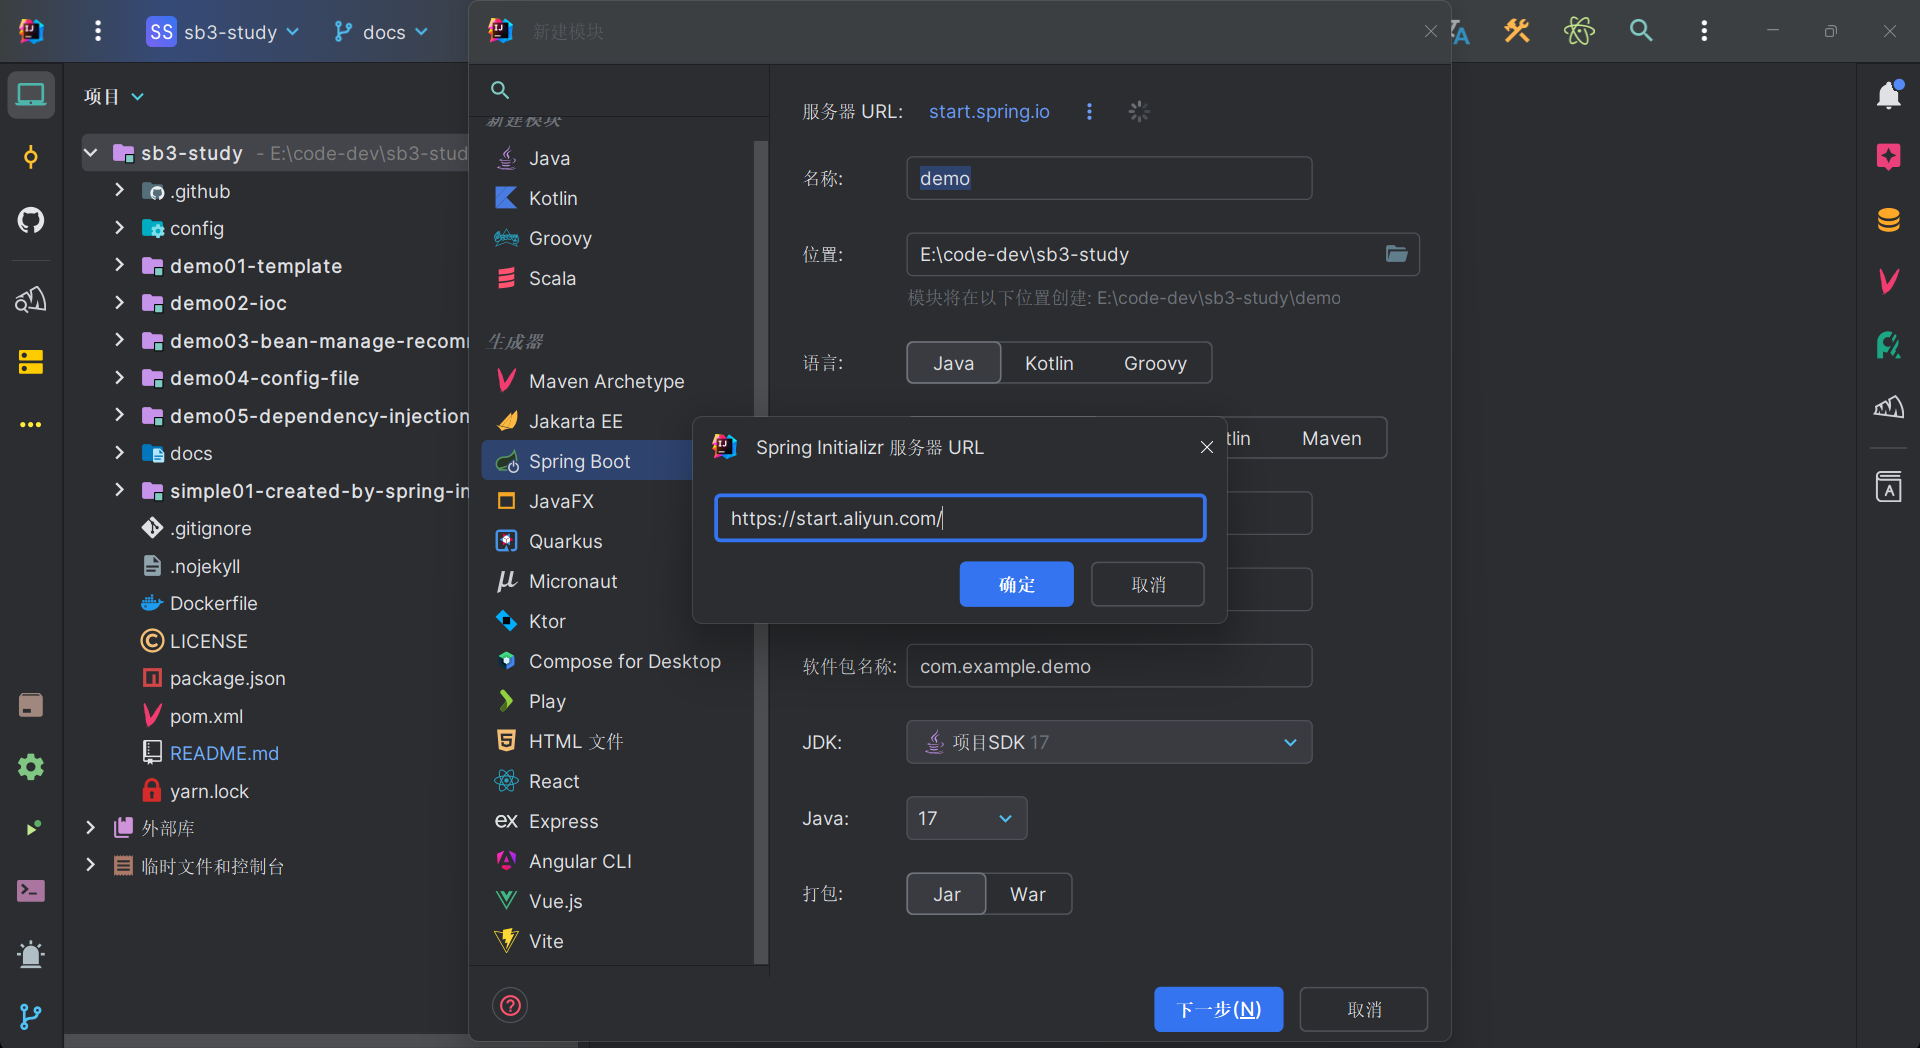 SS sb3-study
docs
项目
sb3-study - E:\code-dev\sb3-stud
.github
config
demo01-template
demo02-ioc
demo03-bean-manage-recom
demo04-config-file
demo05-dependency-injection
docs
simple01-created-by-spring-in
.gitignore
.nojekyll
Dockerfile
LICENSE
package.json
pom.xml
README.md
yarn.lock
外部库
临时文件和控制台
新建模块
新建模块
Java
Kotlin
Groovy
Scala
生成器
Maven Archetype
Jakarta EE
Spring Boot
JavaFX
Quarkus
Micronaut
Ktor
Compose for Desktop
Play
HTML 文件
React
Express
Angular CLI
Vue.js
Vite
服务器 URL: start.spring.io
名称: demo
位置: E:\code-dev\sb3-study
模块将在以下位置创建: E:\code-dev\sb3-study\demo
语言: Java Kotlin Groovy
tlin Maven
Spring Initializr 服务器 URL
https://start.aliyun.com/
确定 取消
软件包名称: com.example.demo
JDK: 项目SDK 17
Java: 17
打包: Jar War
下一步(N) 取消